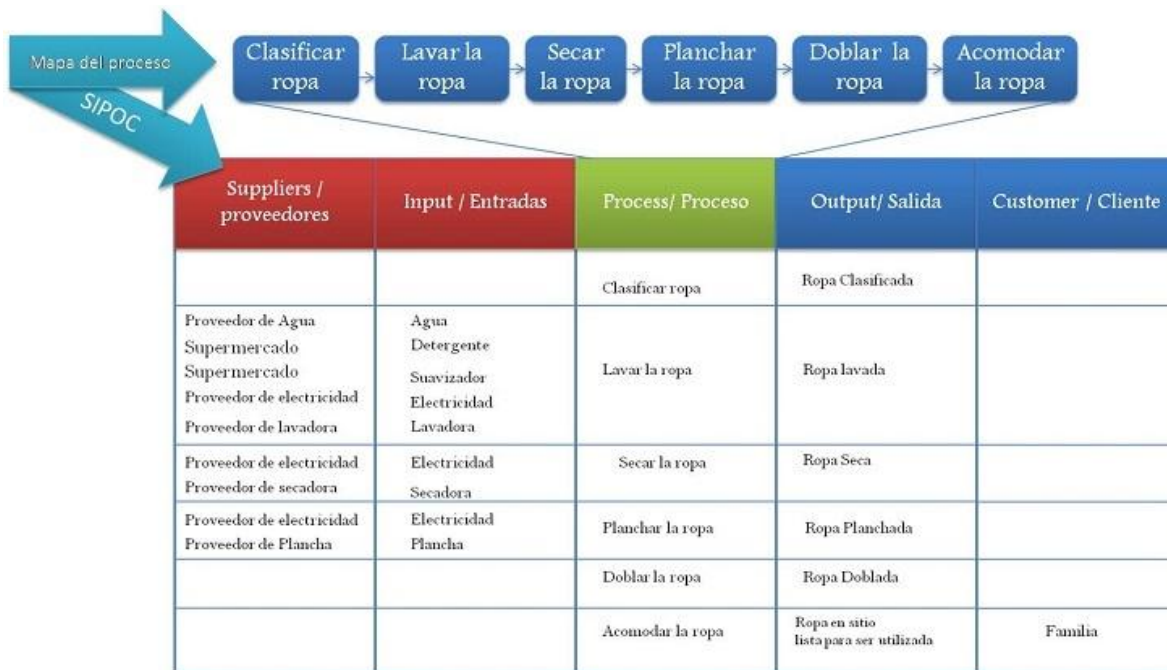 Mapa del proceso
SIPOC
Clasificar
ropa
Lavar la
ropa
Secar
la ropa
Planchar
la ropa
Doblar la
ropa
Acomodar
la ropa
Suppliers /
proveedores
Input / Entradas
Process/ Proceso
Output/ Salida
Customer / Cliente
Clasificar ropa
Ropa Clasificada
Proveedor de Agua
Supermercado
Supermercado
Proveedor de electricidad
Proveedor de lavadora
Agua
Detergente
Suavizador
Electricidad
Lavadora
Lavar la ropa
Ropa lavada
Proveedor de electricidad
Proveedor de secadora
Electricidad
Secadora
Secar la ropa
Ropa Seca
Proveedor de electricidad
Proveedor de Plancha
Electricidad
Plancha
Planchar la ropa
Ropa Planchada
Doblar la ropa
Ropa Doblada
Acomodar la ropa
Ropa en sitio
lista para ser utilizada
Familia